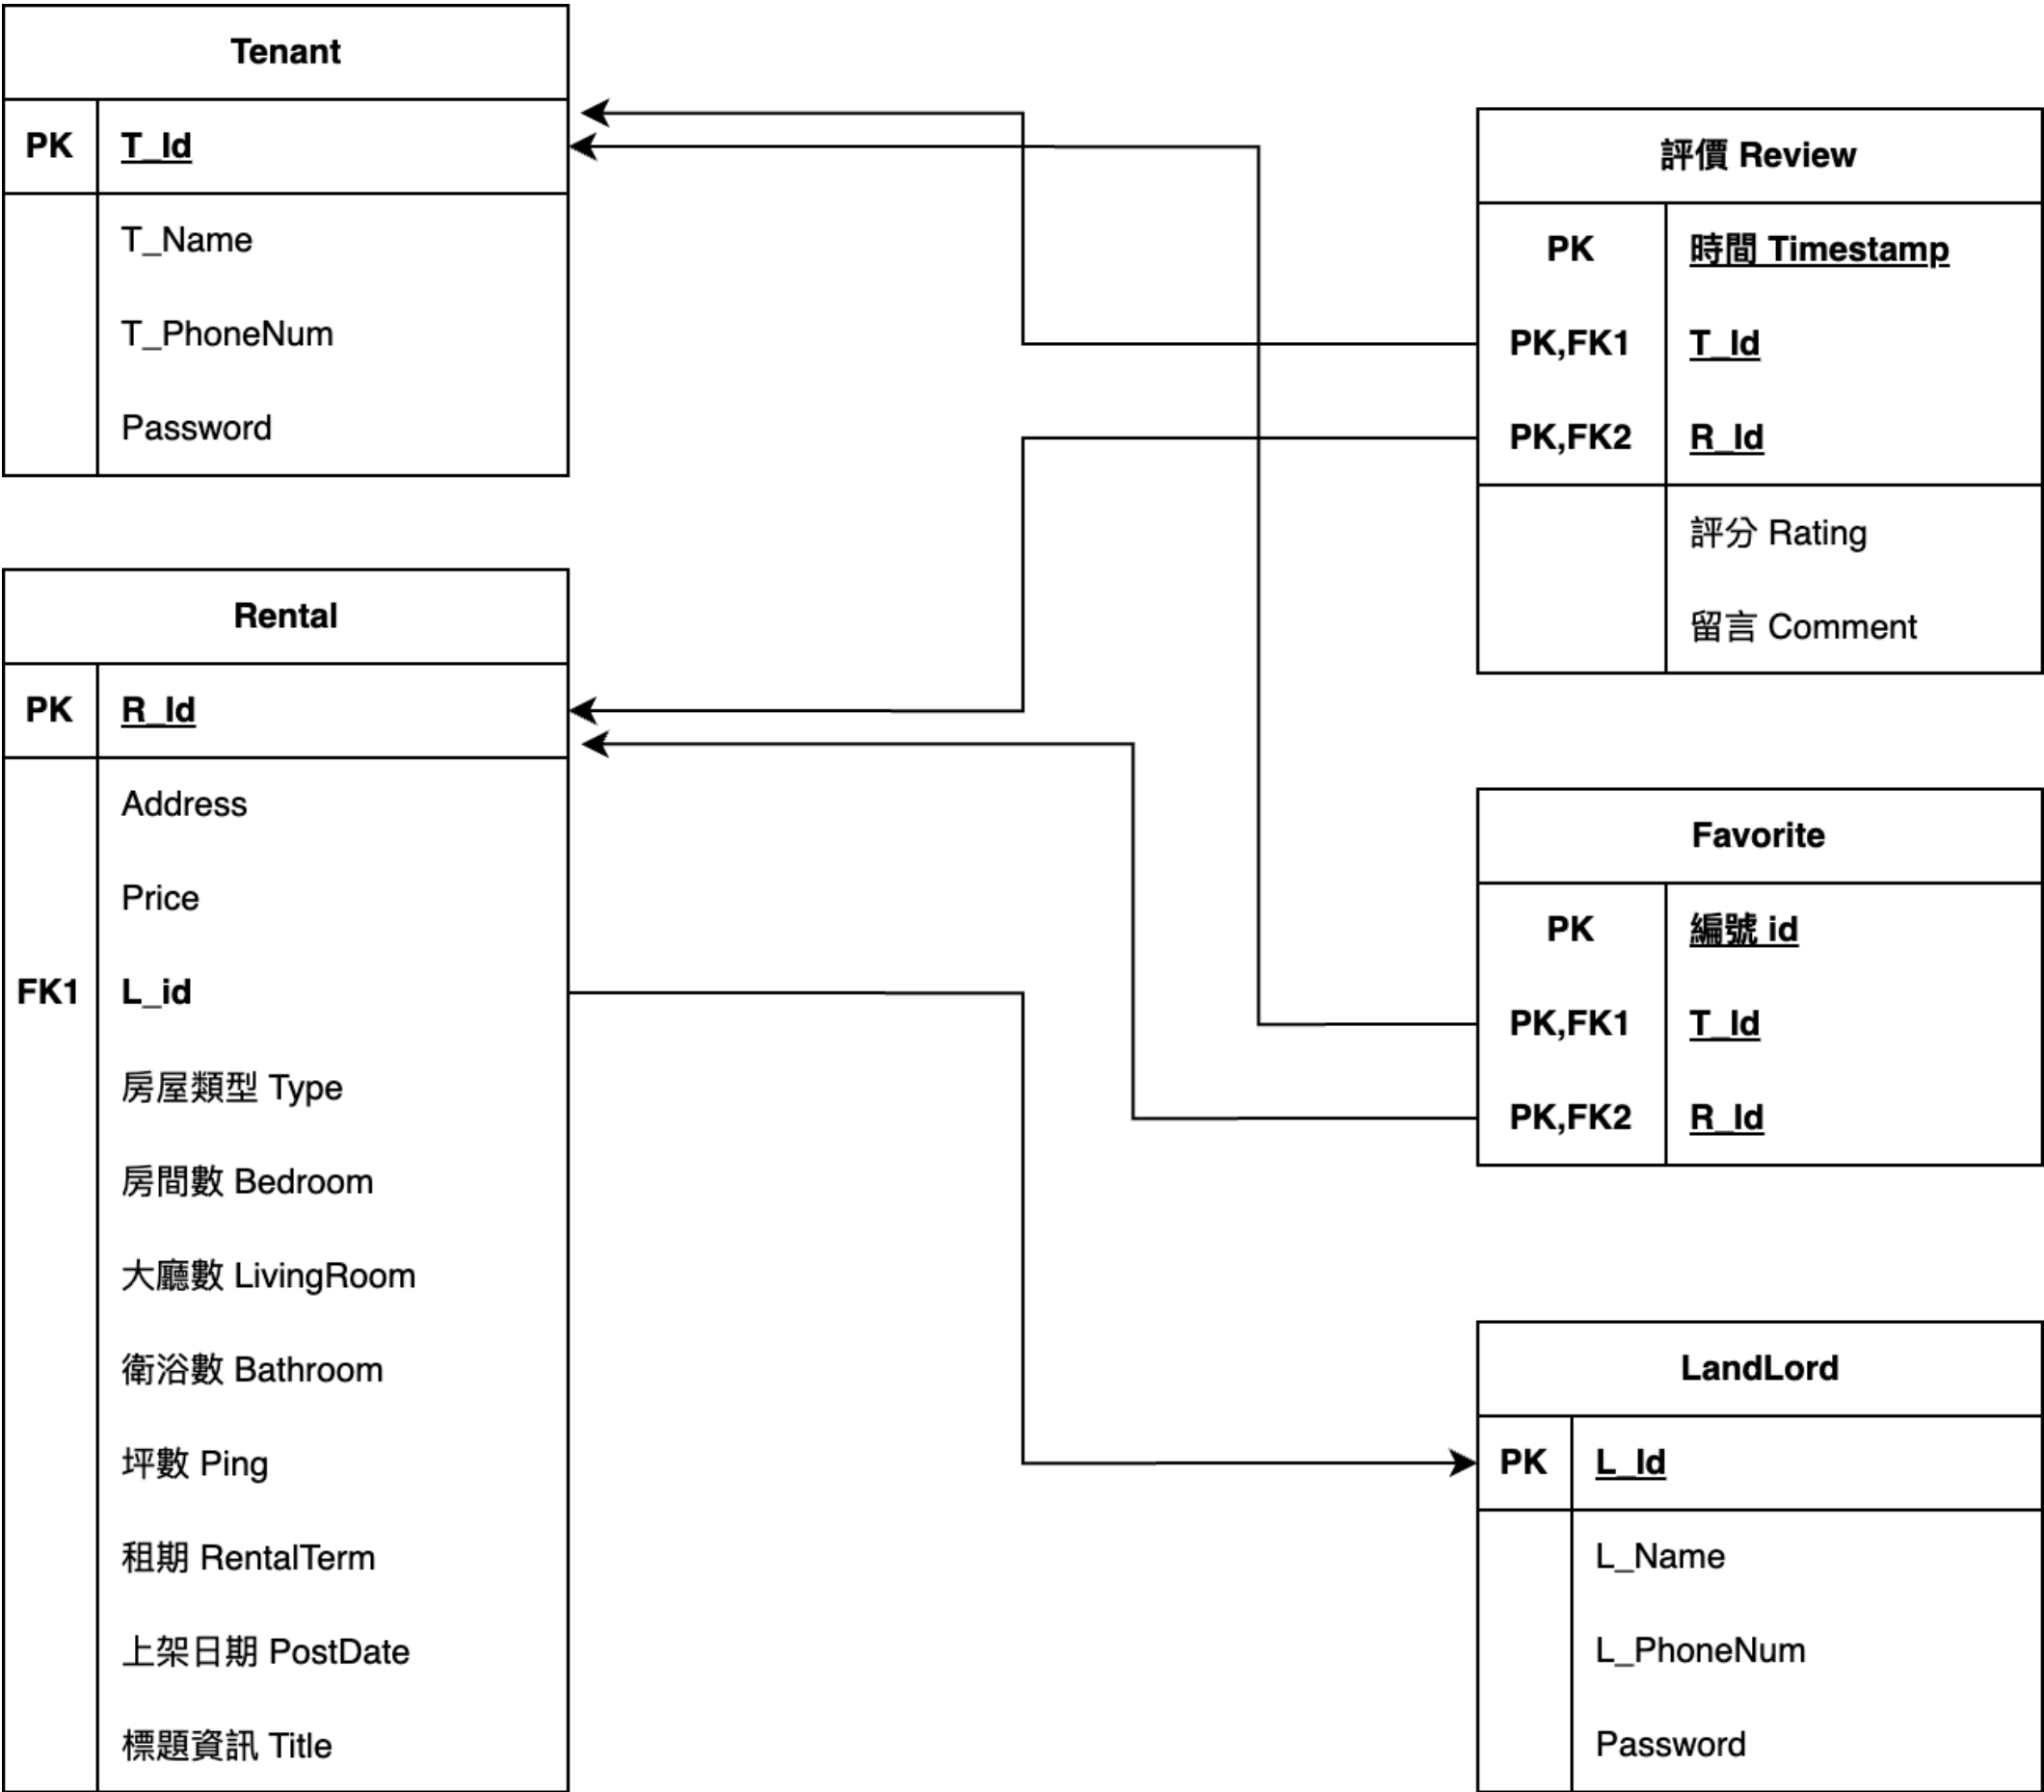 Tenant
PK T_Id
T_Name
T_PhoneNum
Password
Rental
PK R_Id
Address
Price
FK1 L_id
房屋類型 Type
房間數 Bedroom
大廳數 LivingRoom
衛浴數 Bathroom
坪數 Ping
租期 RentalTerm
上架日期 PostDate
標題資訊 Title
評價 Review
PK 時間 Timestamp
PK,FK1 T_Id
PK,FK2 R_Id
評分 Rating
留言 Comment
Favorite
PK 編號 id
PK,FK1 T_Id
PK,FK2 R_Id
LandLord
PK L_Id
L_Name
L_PhoneNum
Password